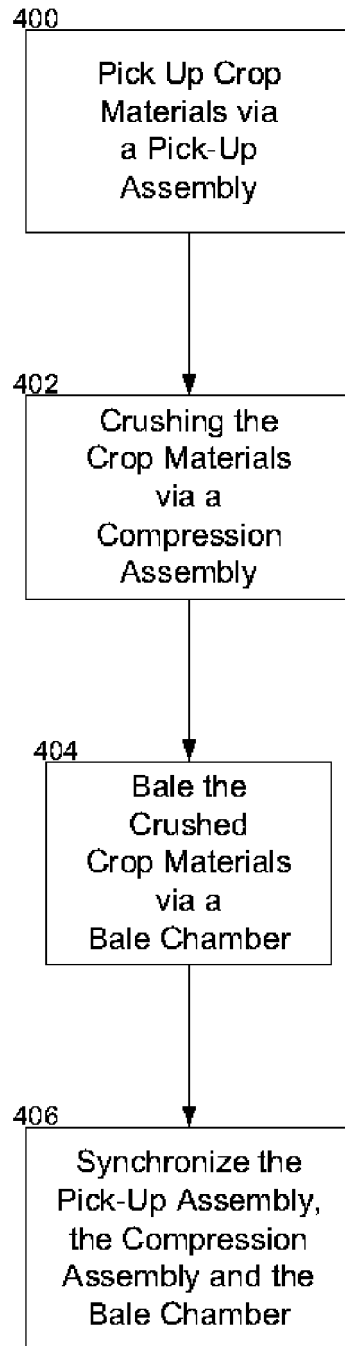 400
Pick Up Crop
Materials via
a Pick-Up
Assembly
402
Crushing the
Crop Materials
via a
Compression
Assembly
404
Bale the
Crushed
Crop Materials
via a
Bale Chamber
406
Synchronize the
Pick-Up Assembly,
the Compression
Assembly and the
Bale Chamber